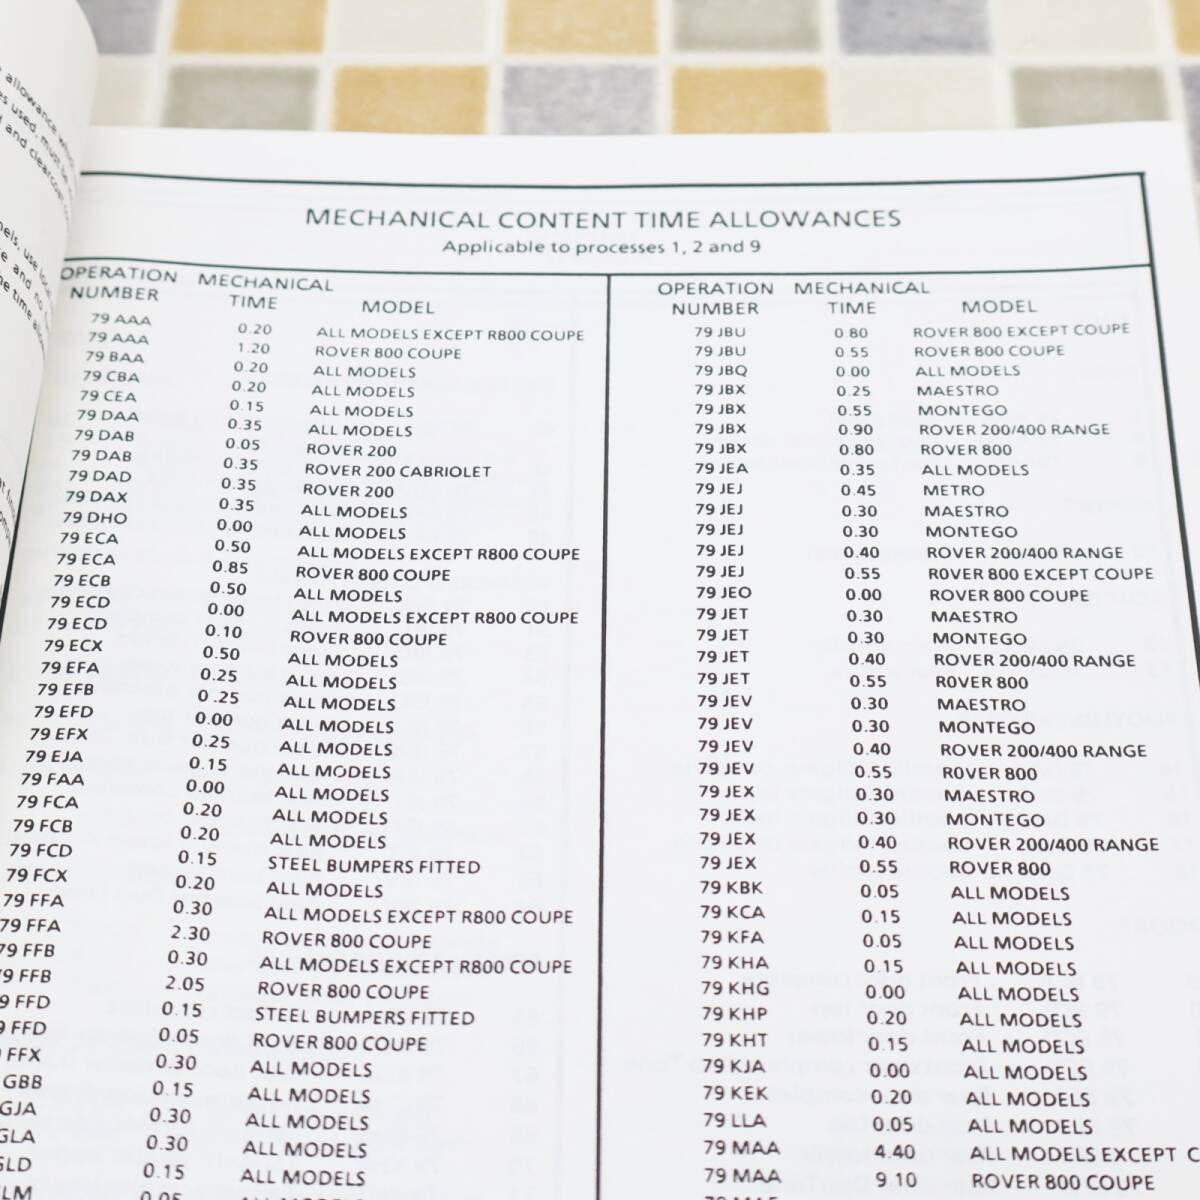 allowance
es used, must be
d and clearcoat
nels, use local
ce and no
he time allow
MECHANICAL CONTENT TIME ALLOWANCES
Applicable to processes 1, 2 and 9
OPERATION MECHANICAL
NUMBER TIME MODEL
79 AAA 0.20 ALL MODELS EXCEPT R800 COUPE
79 AAA 1.20 ROVER 800 COUPE
79 BAA 0.20 ALL MODELS
79 CBA 0.20 ALL MODELS
79 CEA 0.15 ALL MODELS
79 DAA 0.35 ALL MODELS
79 DAB 0.05 ROVER 200
79 DAB 0.35 ROVER 200 CABRIOLET
79 DAD 0.35 ROVER 200
79 DAX 0.35 ALL MODELS
79 DHO 0.00 ALL MODELS
79 ECA 0.50 ALL MODELS EXCEPT R800 COUPE
79 ECA 0.85 ROVER 800 COUPE
79 ECB 0.50 ALL MODELS
79 ECD 0.00 ALL MODELS EXCEPT R800 COUPE
79 ECD 0.10 ROVER 800 COUPE
79 ECX 0.50 ALL MODELS
79 EFA 0.25 ALL MODELS
79 EFB 0.25 ALL MODELS
79 EFD 0.00 ALL MODELS
79 EFX 0.25 ALL MODELS
79 EJA 0.15 ALL MODELS
79 FAA 0.00 ALL MODELS
79 FCA 0.20 ALL MODELS
79 FCB 0.20 ALL MODELS
79 FCD 0.15 STEEL BUMPERS FITTED
79 FCX 0.20 ALL MODELS
79 FFA 0.30 ALL MODELS EXCEPT R800 COUPE
79 FFA 2.30 ROVER 800 COUPE
79 FFB 0.30 ALL MODELS EXCEPT R800 COUPE
9 FFB 2.05 ROVER 800 COUPE
9 FFD 0.15 STEEL BUMPERS FITTED
9 FFD 0.05 ROVER 800 COUPE
FFX 0.30 ALL MODELS
GBB 0.15 ALL MODELS
GJA 0.30 ALL MODELS
GLA 0.30 ALL MODELS
GLD 0.15 ALL MODELS
GLM 0.05 ALL MODELS
OPERATION MECHANICAL
NUMBER TIME MODEL
79 JBU 0.80 ROVER 800 EXCEPT COUPE
79 JBU 0.55 ROVER 800 COUPE
79 JBQ 0.00 ALL MODELS
79 JBX 0.25 MAESTRO
79 JBX 0.55 MONTEGO
79 JBX 0.90 ROVER 200/400 RANGE
79 JBX 0.80 ROVER 800
79 JEA 0.35 ALL MODELS
79 JEJ 0.45 METRO
79 JEJ 0.30 MAESTRO
79 JEJ 0.30 MONTEGO
79 JEJ 0.40 ROVER 200/400 RANGE
79 JEJ 0.55 ROVER 800 EXCEPT COUPE
79 JEO 0.00 ROVER 800 COUPE
79 JET 0.30 MAESTRO
79 JET 0.30 MONTEGO
79 JET 0.40 ROVER 200/400 RANGE
79 JET 0.55 ROVER 800
79 JEV 0.30 MAESTRO
79 JEV 0.30 MONTEGO
79 JEV 0.40 ROVER 200/400 RANGE
79 JEV 0.55 ROVER 800
79 JEX 0.30 MAESTRO
79 JEX 0.30 MONTEGO
79 JEX 0.40 ROVER 200/400 RANGE
79 JEX 0.55 ROVER 800
79 KBK 0.05 ALL MODELS
79 KCA 0.15 ALL MODELS
79 KFA 0.05 ALL MODELS
79 KHA 0.15 ALL MODELS
79 KHG 0.00 ALL MODELS
79 KHP 0.20 ALL MODELS
79 KHT 0.15 ALL MODELS
79 KJA 0.00 ALL MODELS
79 KEK 0.20 ALL MODELS
79 LLA 0.05 ALL MODELS
79 MAA 4.40 ALL MODELS EXCEPT C
79 MAA 9.10 ROVER 800 COUPE